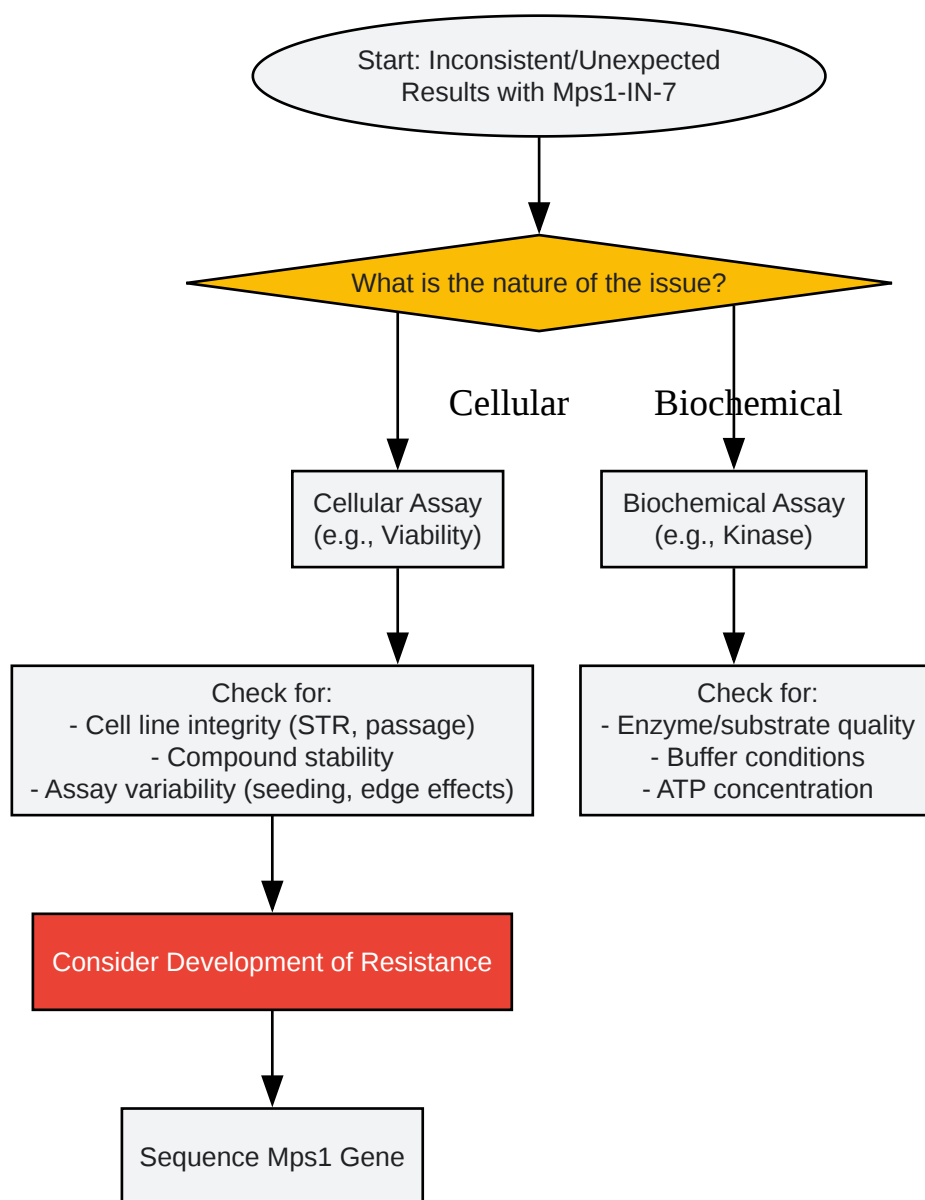 Start: Inconsistent/Unexpected
Results with Mps1-IN-7
What is the nature of the issue?
Cellular
Biochemical
Cellular Assay
(e.g., Viability)
Biochemical Assay
(e.g., Kinase)
Check for:
- Cell line integrity (STR, passage)
- Compound stability
- Assay variability (seeding, edge effects)
Check for:
- Enzyme/substrate quality
- Buffer conditions
- ATP concentration
Consider Development of Resistance
Sequence Mps1 Gene